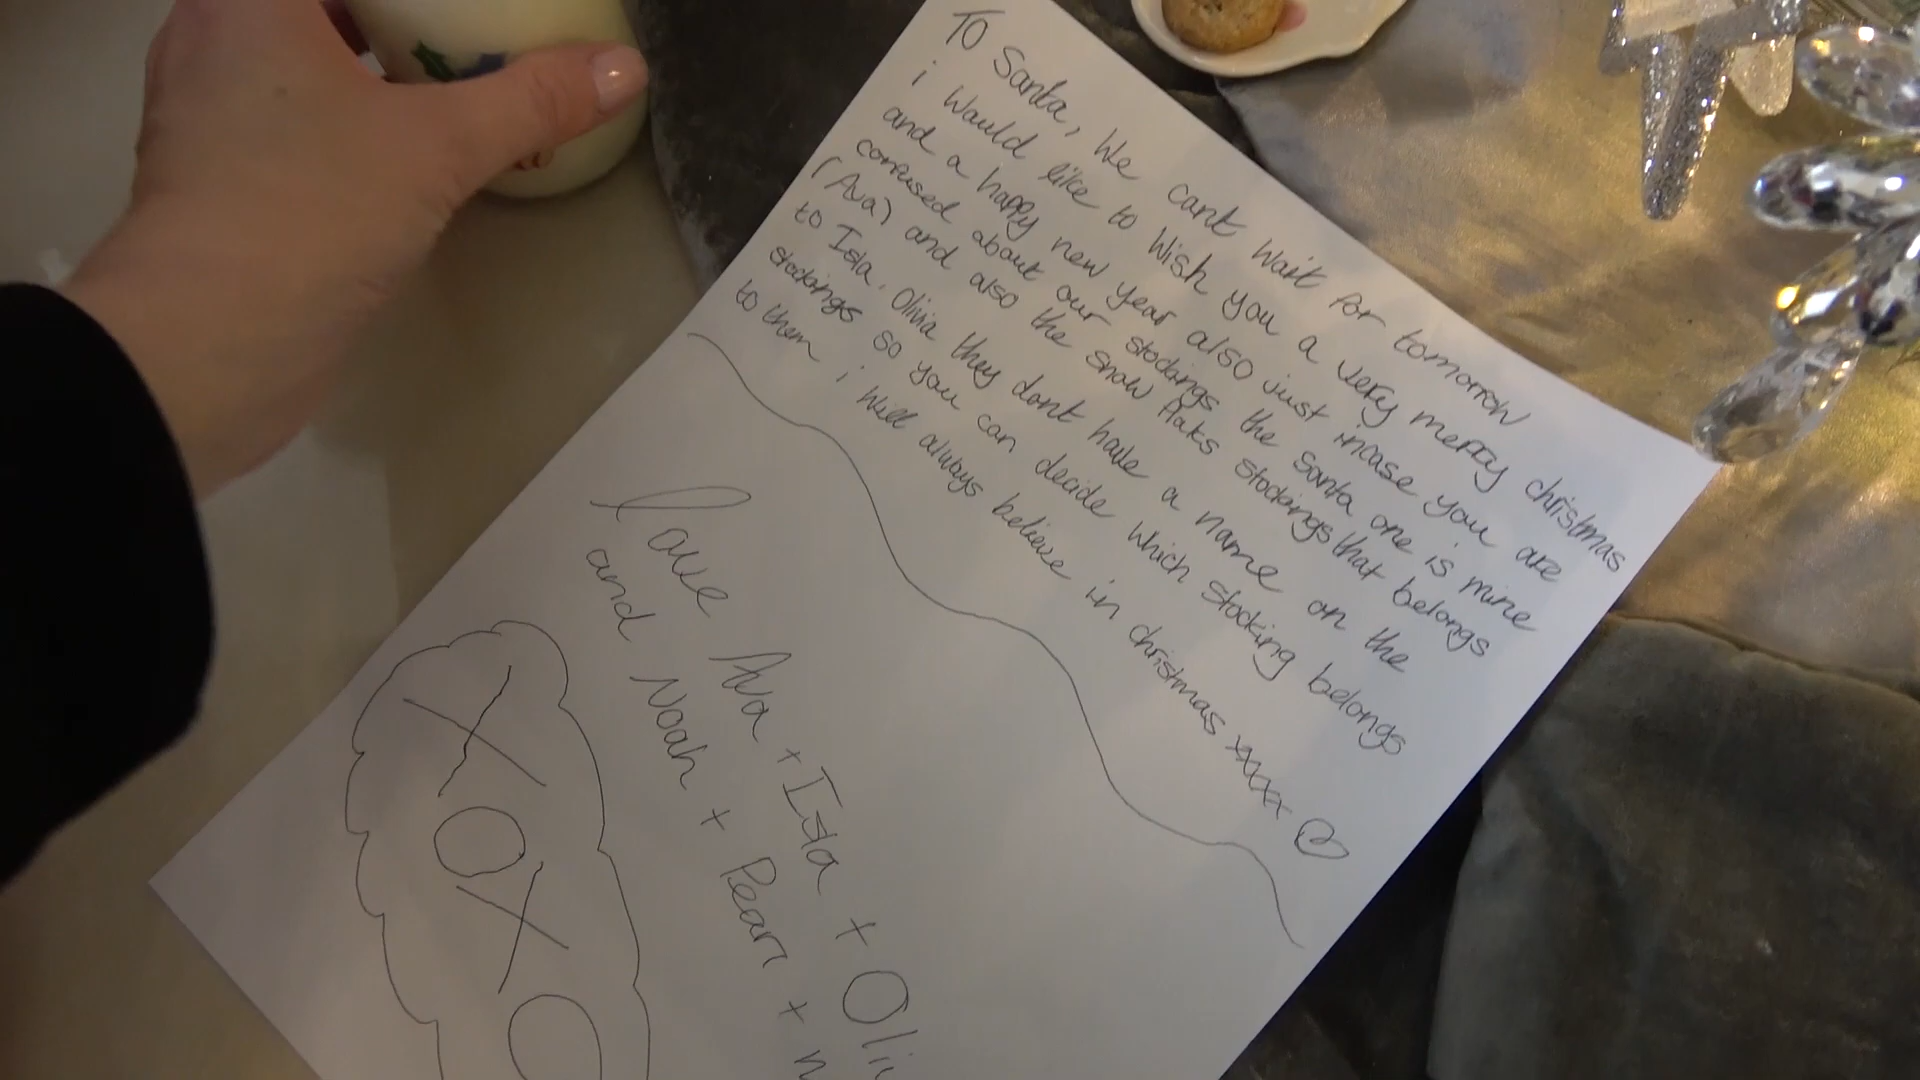 To Santa, We cant wait for tomorrow
i would like to wish you a very merry christmas
and a happy new year also just incase you are
confused about our stockings the Santa one is mine
(Ava) and also the snow flaks stockings that belongs
to Isla, Olivia they dont have a name on the
stockings so you can decide which stocking belongs
to them i will always believe in christmas xxxxx
Love Ava + Isla + Oli
and Noah + Pearl + n
XOXO